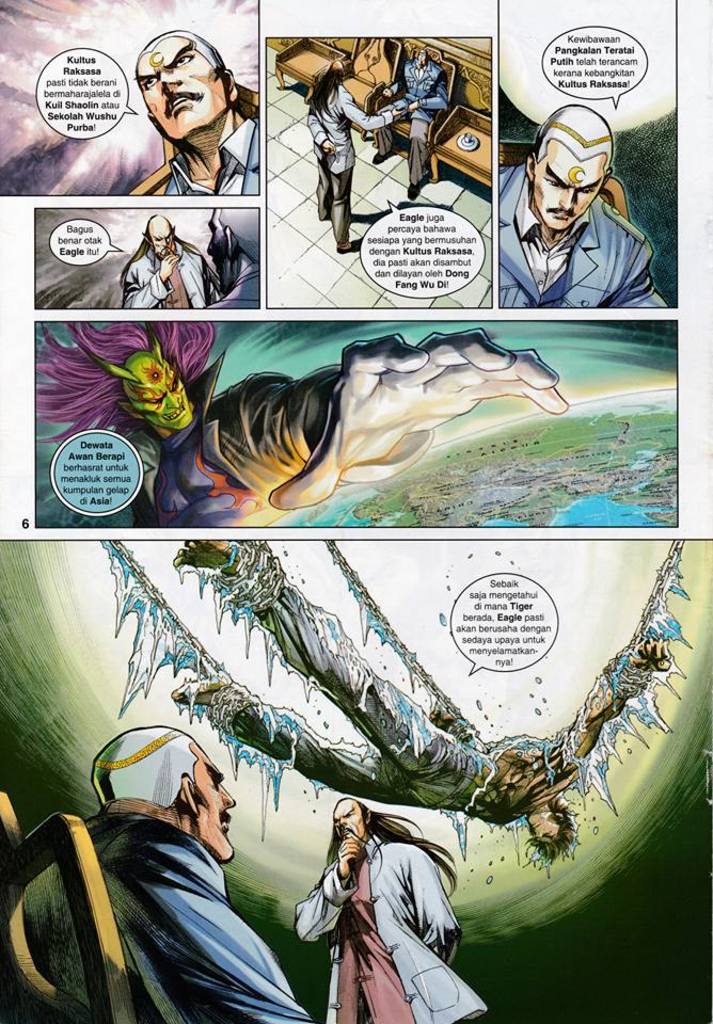 Kultus
Raksasa
pasti tidak berani
bermaharajalela di
Kuil Shaolin atau
Sekolah Wushu
Purba!
Bagus
benar otak
Eagle itu!
Eagle juga
percaya bahawa
sesiapa yang bermusuhan
dengan Kultus Raksasa,
dia pasti akan disambut
dan dilayan oleh Dong
Fang Wu Di!
Kewibawaan
Pangkalan Teratai
Putih telah terancam
kerana kebangkitan
Kultus Raksasa!
Dewata
Awan Berapi
berhasrat untuk
menakluk semua
kumpulan gelap
di Asia!
6
Sebaik
saja mengetahui
di mana Tiger
berada, Eagle pasti
akan berusaha dengan
sedaya upaya untuk
menyelamatkan-
nya!